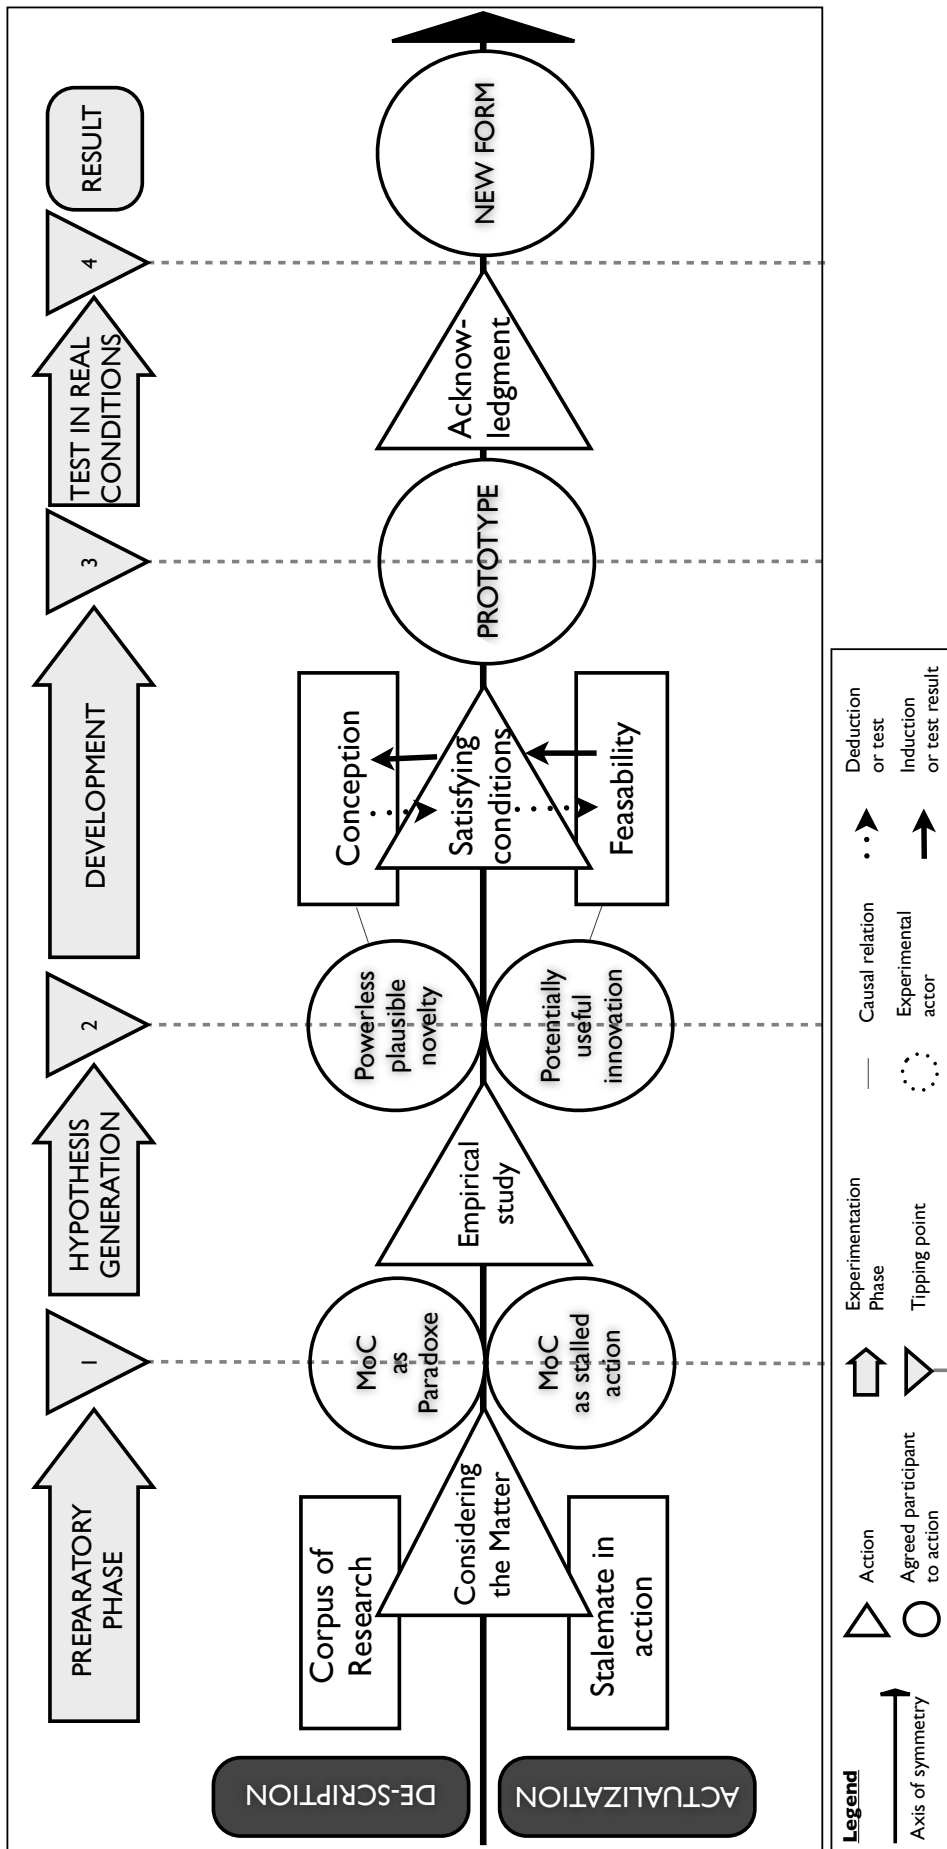 PREPARATORY
PHASE
1
HYPOTHESIS
GENERATION
2
DEVELOPMENT
3
TEST IN REAL
CONDITIONS
4
RESULT
DE-SCRIPTION
ACTUALIZATION
Corpus of
Research
Considering
the Matter
Stalemate in
action
MoC
as
Paradoxe
MoC
as stalled
action
Empirical
study
Powerless
plausible
novelty
Potentially
useful
innovation
Conception
Satisfying
conditions
Feasability
PROTOTYPE
Acknow-
ledgment
NEW FORM
Legend
Axis of symmetry
Action
Agreed participant
to action
Experimentation
Phase
Tipping point
Causal relation
Experimental
actor
Deduction
or test
Induction
or test result